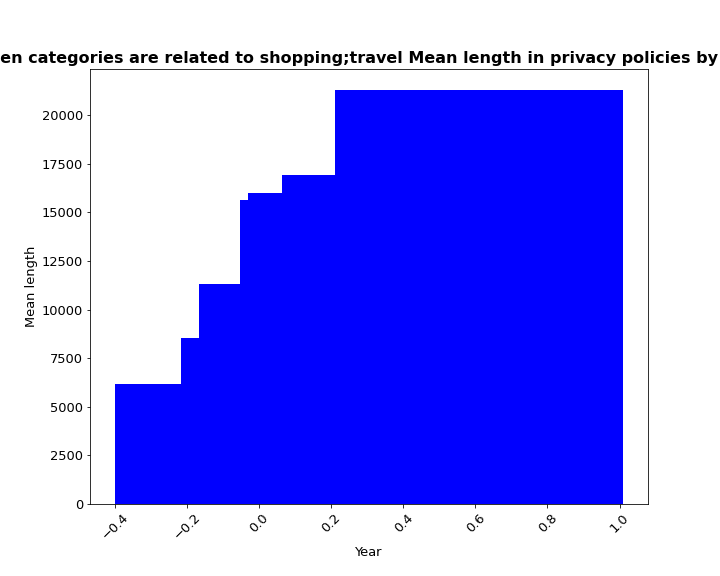 en categories are related to shopping;travel Mean length in privacy policies by
20000
17500
15000
12500
10000
7500
5000
2500
0
Mean length
−0.4 −0.2 0.0 0.2 0.4 0.6 0.8 1.0
Year